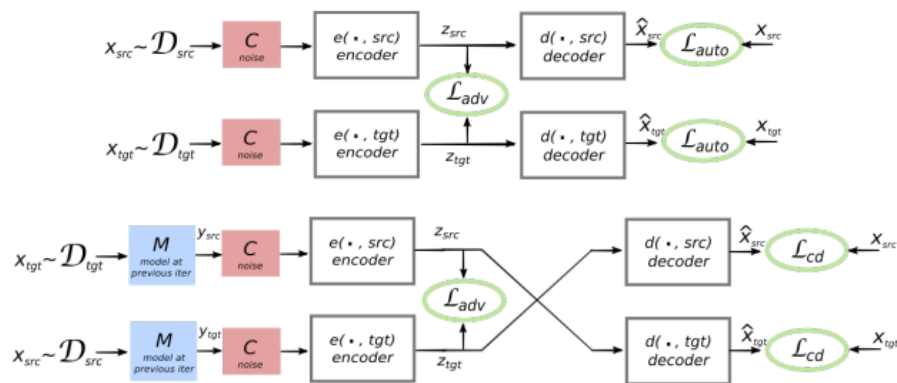 x_src ~ D_src
C
noise
e(·, src)
encoder
z_src
d(·, src)
decoder
x̂_src
L_auto
x_src
L_adv
x_tgt ~ D_tgt
C
noise
e(·, tgt)
encoder
z_tgt
d(·, tgt)
decoder
x̂_tgt
L_auto
x_tgt
x_tgt ~ D_tgt
M
model at
previous iter
y_src
C
noise
e(·, src)
encoder
z_src
d(·, src)
decoder
x̂_src
L_cd
x_src
L_adv
x_src ~ D_src
M
model at
previous iter
y_tgt
C
noise
e(·, tgt)
encoder
z_tgt
d(·, tgt)
decoder
x̂_tgt
L_cd
x_tgt